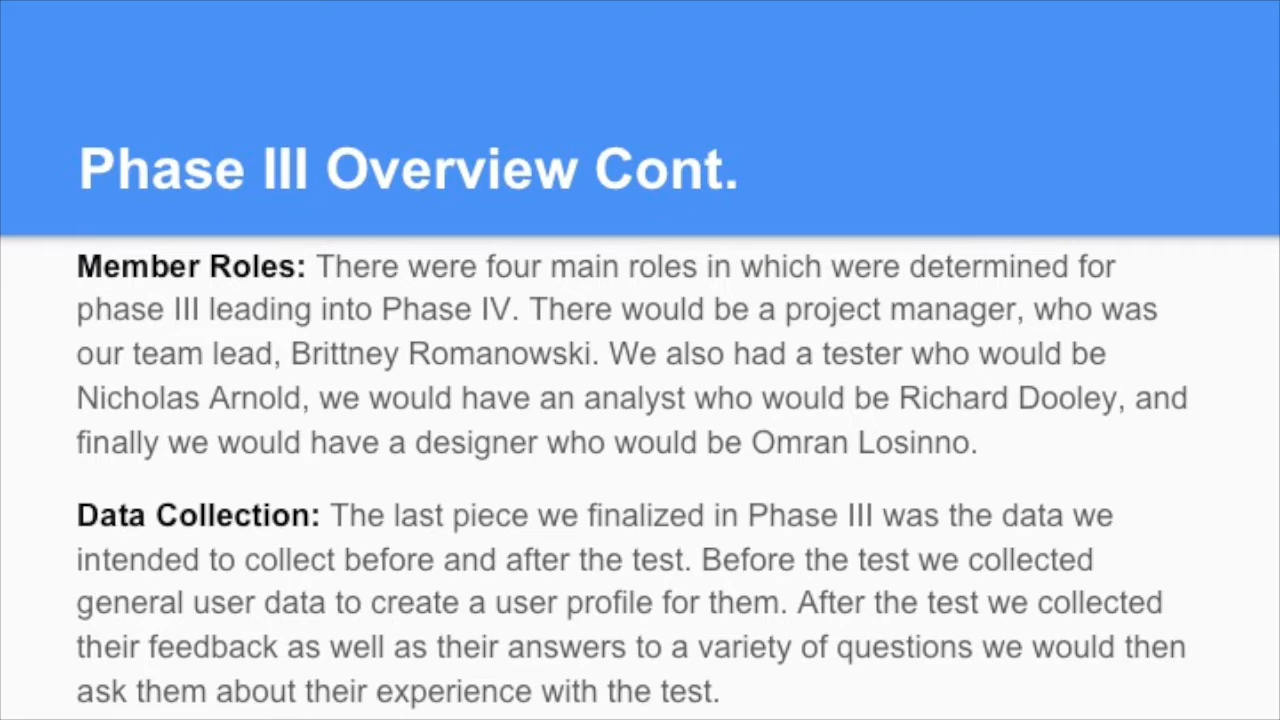 Phase III Overview Cont.
Member Roles: There were four main roles in which were determined for
phase III leading into Phase IV. There would be a project manager, who was
our team lead, Brittney Romanowski. We also had a tester who would be
Nicholas Arnold, we would have an analyst who would be Richard Dooley, and
finally we would have a designer who would be Omran Losinno.
Data Collection: The last piece we finalized in Phase III was the data we
intended to collect before and after the test. Before the test we collected
general user data to create a user profile for them. After the test we collected
their feedback as well as their answers to a variety of questions we would then
ask them about their experience with the test.